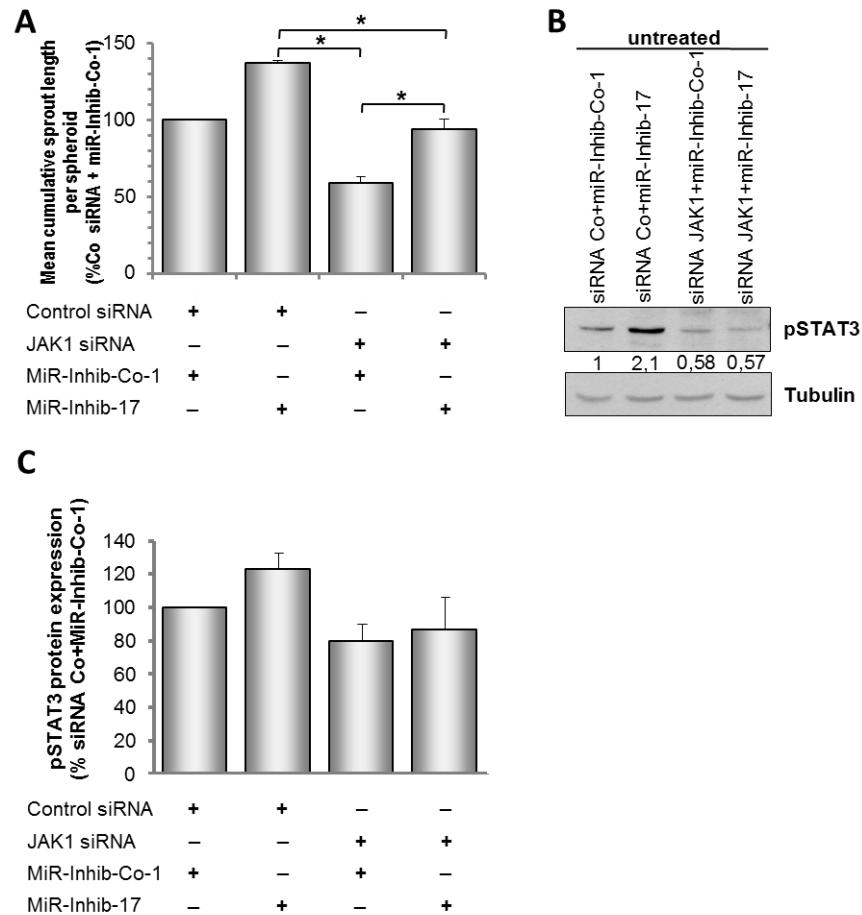 A
Mean cumulative sprout length
per spheroid
(%Co siRNA + miR-Inhib-Co-1)
150
100
50
0
* * *
Control siRNA + + – –
JAK1 siRNA – – + +
MiR-Inhib-Co-1 + – + –
MiR-Inhib-17 – + – +
B
untreated
siRNA Co+miR-Inhib-Co-1
siRNA Co+miR-Inhib-17
siRNA JAK1+miR-Inhib-Co-1
siRNA JAK1+miR-Inhib-17
pSTAT3
1 2,1 0,58 0,57
Tubulin
C
pSTAT3 protein expression
(% siRNA Co+MiR-Inhib-Co-1)
140
120
100
80
60
40
20
0
Control siRNA + + – –
JAK1 siRNA – – + +
MiR-Inhib-Co-1 + – + –
MiR-Inhib-17 – + – +